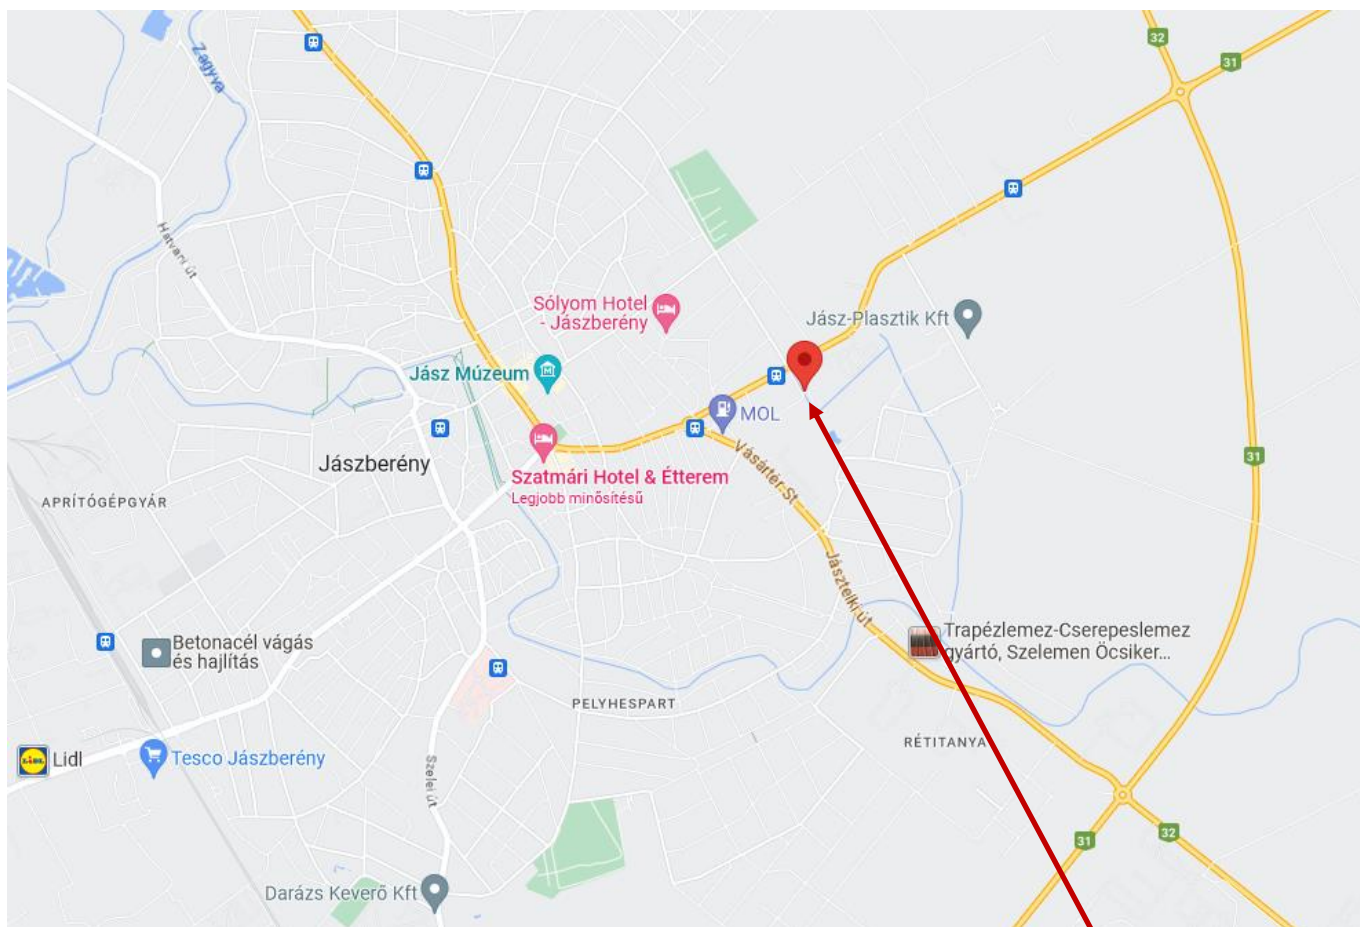 32
31
Zagyva
Hatvani út
Sólyom Hotel
- Jászberény
Jász-Plasztik Kft
Jász Múzeum
MOL
Jászberény
Szatmári Hotel & Étterem
Legjobb minősítésű
Vásártér St
31
APRÍTÓGÉPGYÁR
Jásztelki út
Betonacél vágás
és hajlítás
Trapézlemez-Cserepeslemez
gyártó, Szelemen Öcsiker...
PELYHESPART
RÉTITANYA
LIDL
Lidl
Tesco Jászberény
Szelei út
31
32
Darázs Keverő Kft